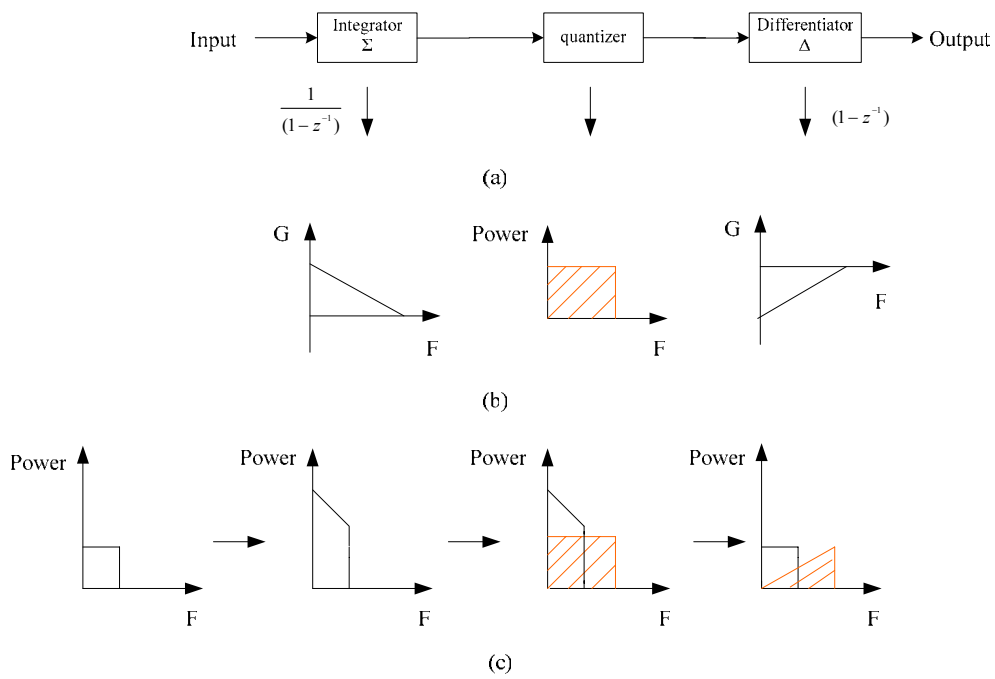 Input
Integrator
Σ
quantizer
Differentiator
Δ
Output
1
(1− z⁻¹)
(1− z⁻¹)
(a)
G
F
Power
F
G
F
(b)
Power
F
Power
F
Power
F
Power
F
(c)